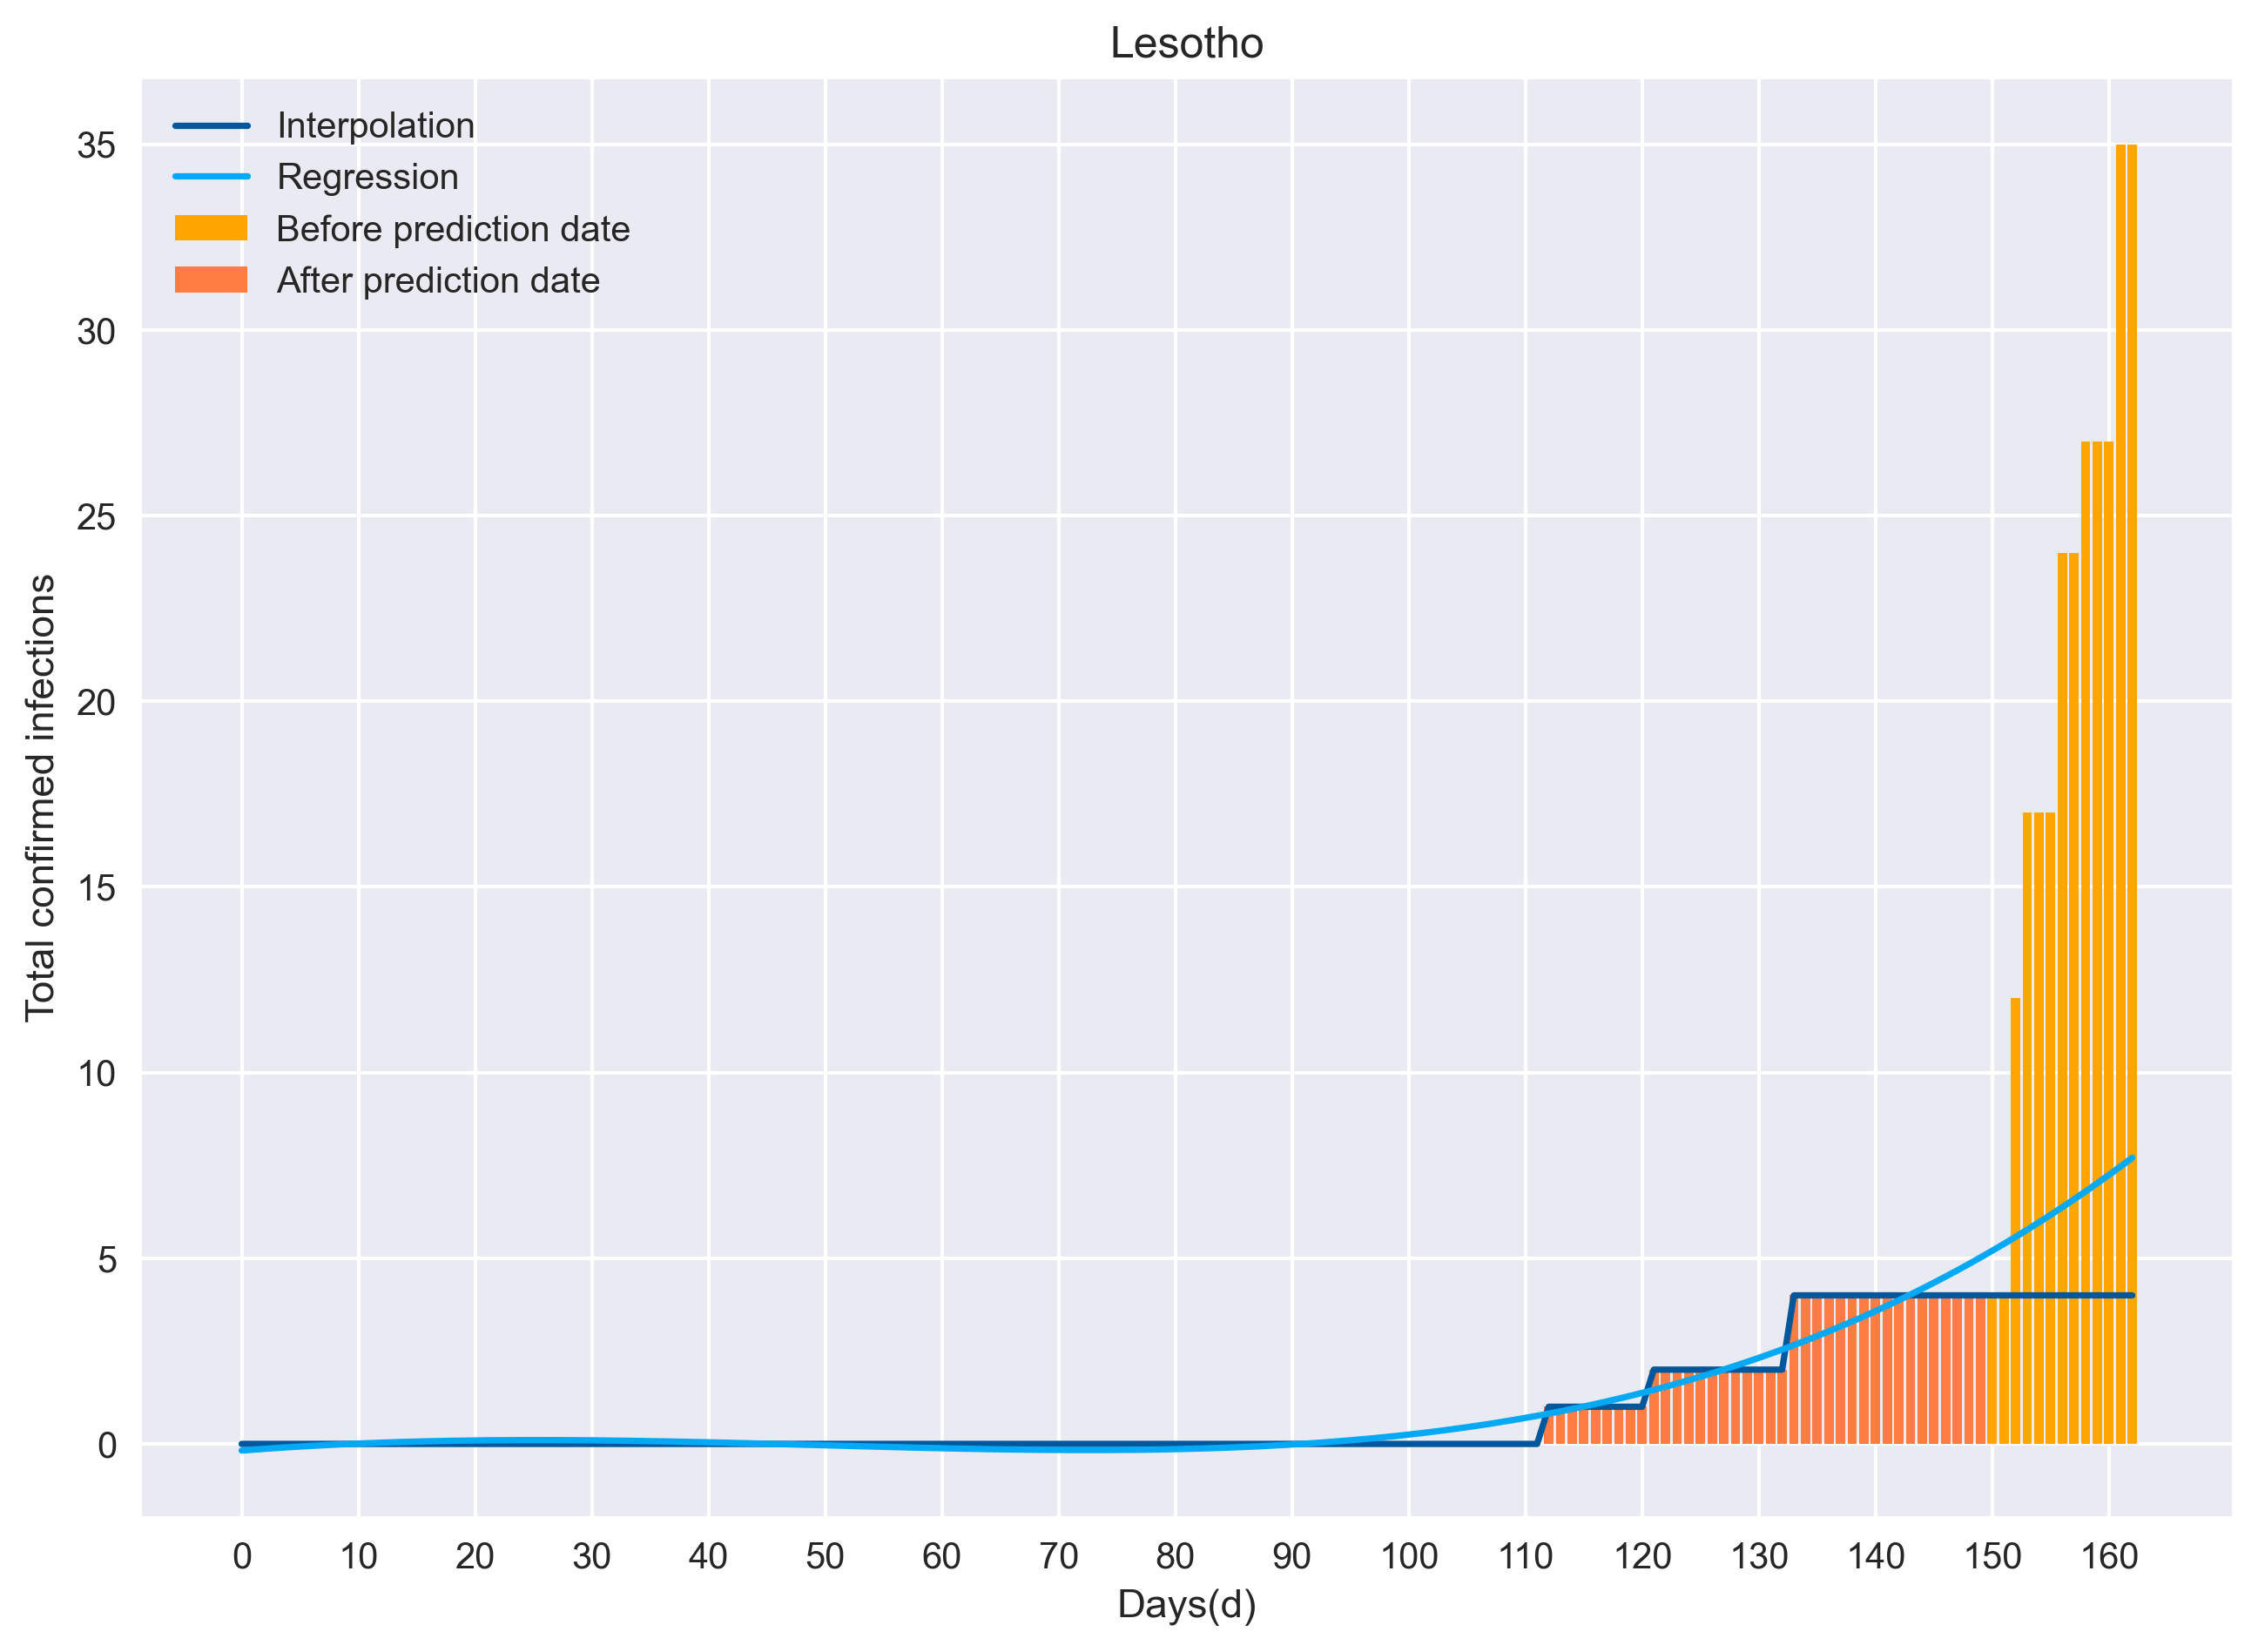 Lesotho
Interpolation
Regression
Before prediction date
After prediction date
35
30
25
20
15
10
5
0
Total confirmed infections
0 10 20 30 40 50 60 70 80 90 100 110 120 130 140 150 160
Days(d)